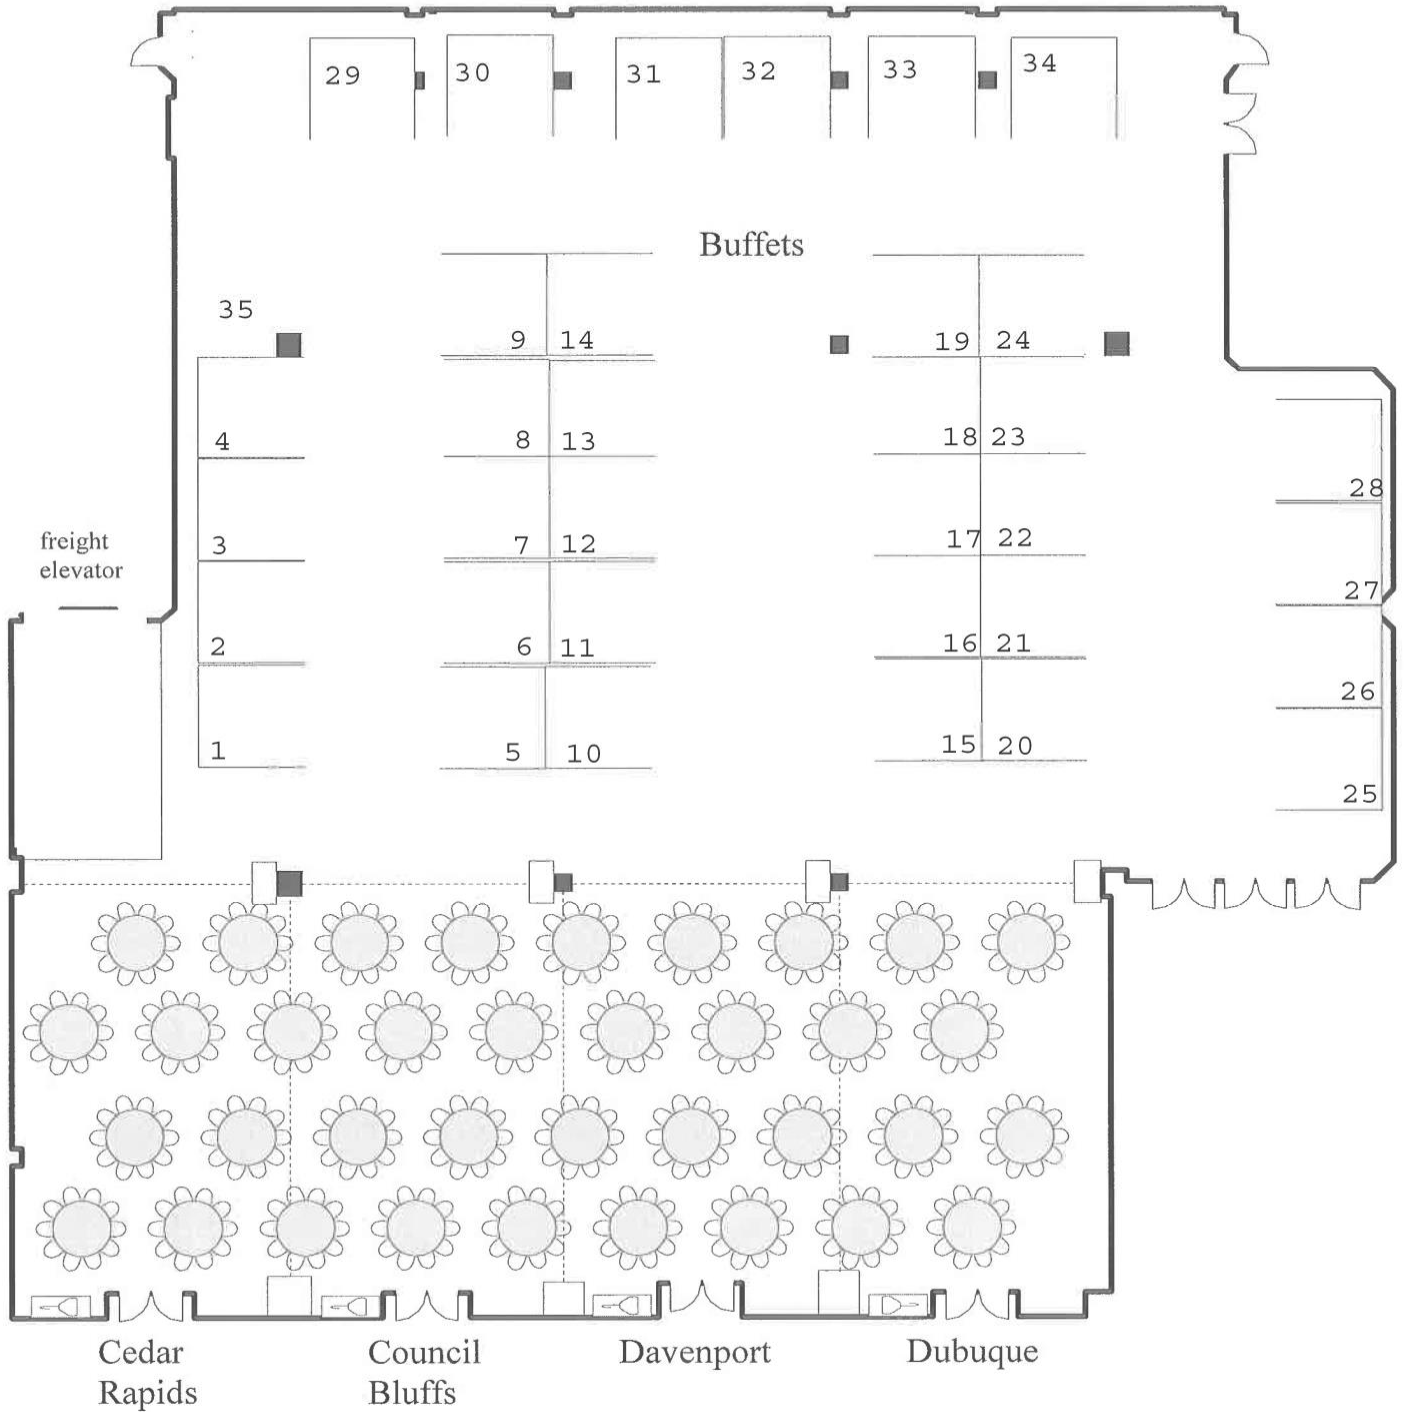 29 30 31 32 33 34
Buffets
35
9 14 19 24
4 8 13 18 23
28
freight
elevator
3 7 12 17 22
27
2 6 11 16 21
26
1 5 10 15 20
25
Cedar
Rapids
Council
Bluffs
Davenport
Dubuque